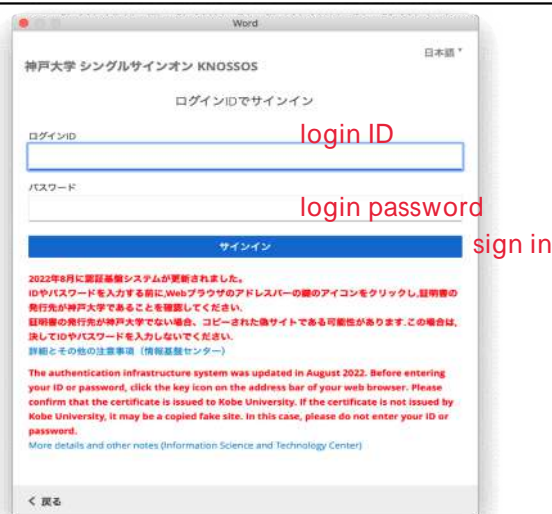 Word
日本語
神戸大学 シングルサインオン KNOSSOS
ログインIDでサインイン
ログインID
login ID
パスワード
login password
サインイン
sign in
2022年8月に認証基盤システムが更新されました。
IDやパスワードを入力する前に,Webブラウザのアドレスバーの鍵のアイコンをクリックし,証明書の
発行先が神戸大学であることを確認してください.
証明書の発行先が神戸大学でない場合、コピーされた偽サイトである可能性があります.この場合は,
決してIDやパスワードを入力しないでください.
詳細とその他の注意事項（情報基盤センター）
The authentication infrastructure system was updated in August 2022. Before entering
your ID or password, click the key icon on the address bar of your web browser. Please
confirm that the certificate is issued to Kobe University. If the certificate is not issued by
Kobe University, it may be a copied fake site. In this case, please do not enter your ID or
password.
More details and other notes (Information Science and Technology Center)
戻る